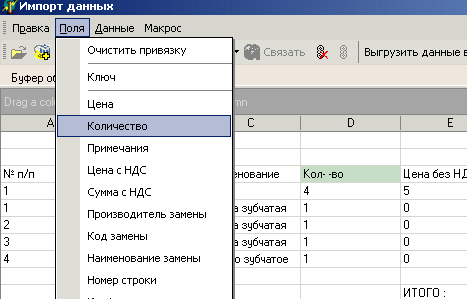 Импорт данных
Правка Поля Данные Макрос
Связать Выгрузить данные в
Очистить привязку
Буфер об
Ключ
Drag a colu
mn
Цена
A C D E
Количество
Примечания
№ п/п Цена с НДС енование Кол- -во Цена без НД
1 Сумма с НДС 4 5
1 Производитель замены а зубчатая 1 0
2 Код замены а зубчатая 1 0
3 Наименование замены а зубчатая 1 0
4 Номер строки о зубчатое 1 0
ИТОГО :